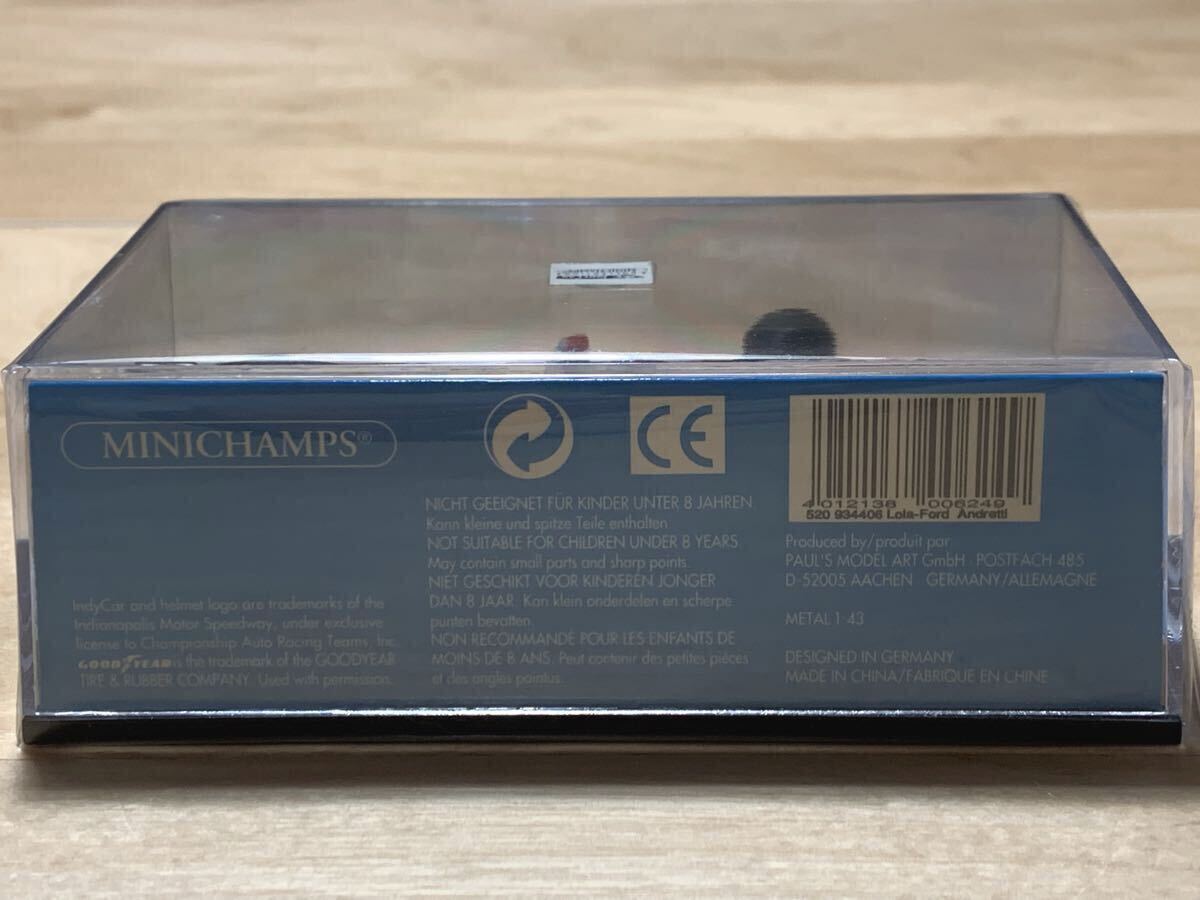 MINICHAMPS®
IndyCar and helmet logo are trademarks of the
Indianapolis Motor Speedway, under exclusive
license to Championship Auto Racing Teams, Inc.
GOODYEAR is the trademark of the GOODYEAR
TIRE & RUBBER COMPANY. Used with permission.
CE
NICHT GEEIGNET FÜR KINDER UNTER 8 JAHREN
Kann kleine und spitze Teile enthalten
NOT SUITABLE FOR CHILDREN UNDER 8 YEARS.
May contain small parts and sharp points.
NIET GESCHIKT VOOR KINDEREN JONGER
DAN 8 JAAR. Kan klein onderdelen en scherpe
punten bevatten.
NON RECOMMANDÉ POUR LES ENFANTS DE
MOINS DE 8 ANS. Peut contenir des petites pièces
et des angles pointus.
4 012138 006249
520 934406 Lola-Ford Andretti
Produced by/produit par
PAUL'S MODEL ART GmbH · POSTFACH 485
D-52005 AACHEN GERMANY/ALLEMAGNE
METAL 1 43
DESIGNED IN GERMANY
MADE IN CHINA/FABRIQUE EN CHINE